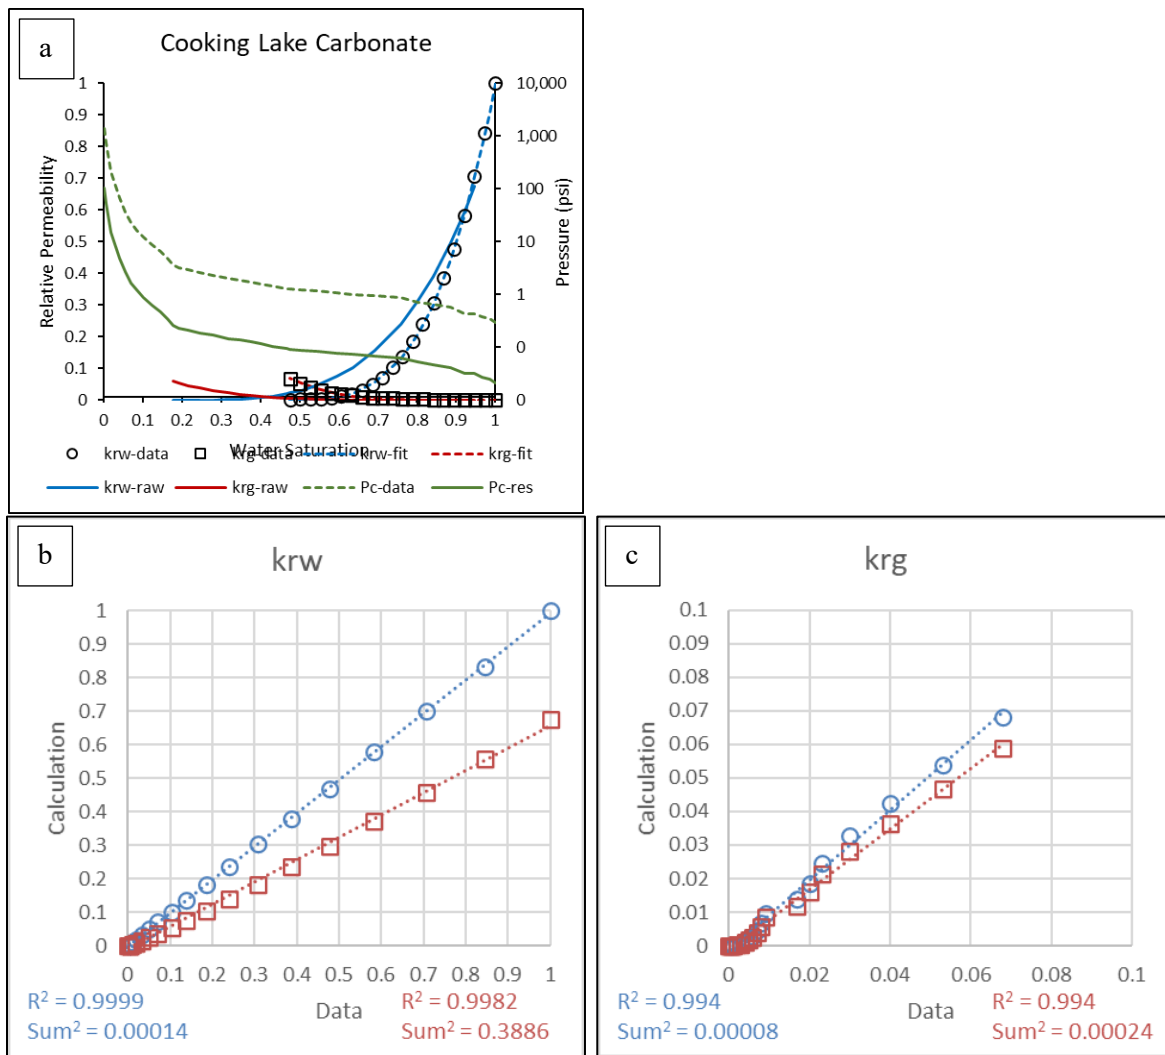 a
Cooking Lake Carbonate
1
0.9
0.8
0.7
0.6
0.5
0.4
0.3
0.2
0.1
0
Relative Permeability
10,000
1,000
100
10
1
0
0
Pressure (psi)
0 0.1 0.2 0.3 0.4 0.5 0.6 0.7 0.8 0.9 1
Water Saturation
krw-data krg-data krw-fit krg-fit
krw-raw krg-raw Pc-data Pc-res
b
krw
1
0.9
0.8
0.7
0.6
0.5
0.4
0.3
0.2
0.1
0
Calculation
0 0.1 0.2 0.3 0.4 0.5 0.6 0.7 0.8 0.9 1
Data
R² = 0.9999
Sum² = 0.00014
R² = 0.9982
Sum² = 0.3886
c
krg
0.1
0.09
0.08
0.07
0.06
0.05
0.04
0.03
0.02
0.01
0
Calculation
0 0.02 0.04 0.06 0.08 0.1
Data
R² = 0.994
Sum² = 0.00008
R² = 0.994
Sum² = 0.00024